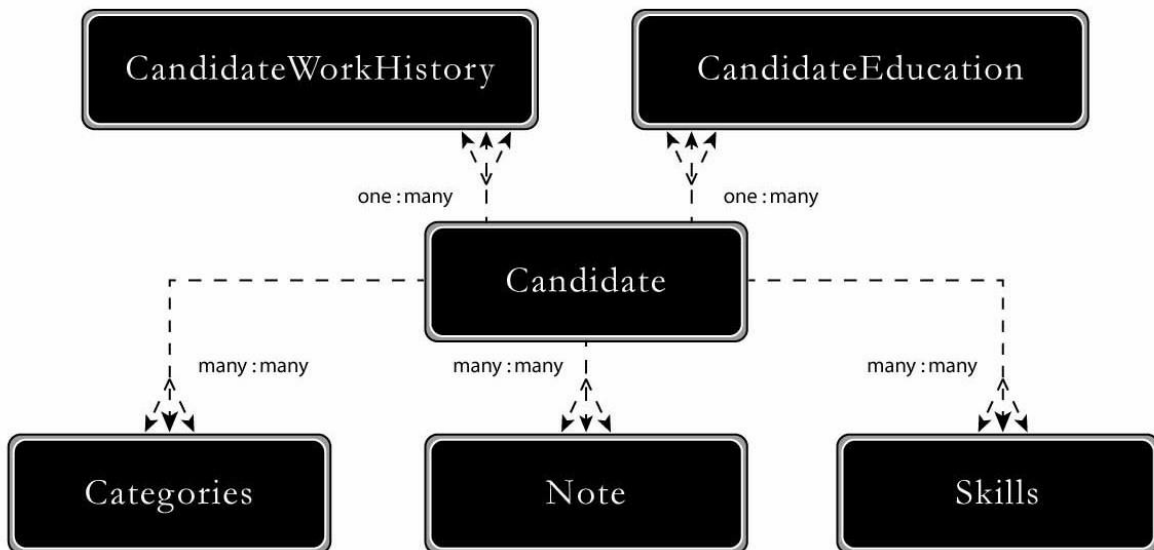 CandidateWorkHistory
CandidateEducation
one : many
one : many
Candidate
many : many
many : many
many : many
Categories
Note
Skills